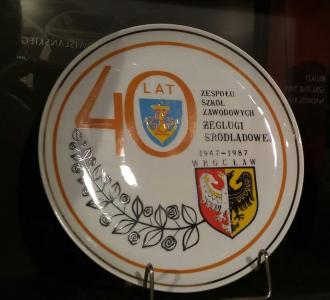 40 LAT
ZESPOŁU
SZKÓŁ
ZAWODOWYCH
ŻEGLUGI
ŚRÓDLĄDOWEJ
1947-1987
WROCŁAW